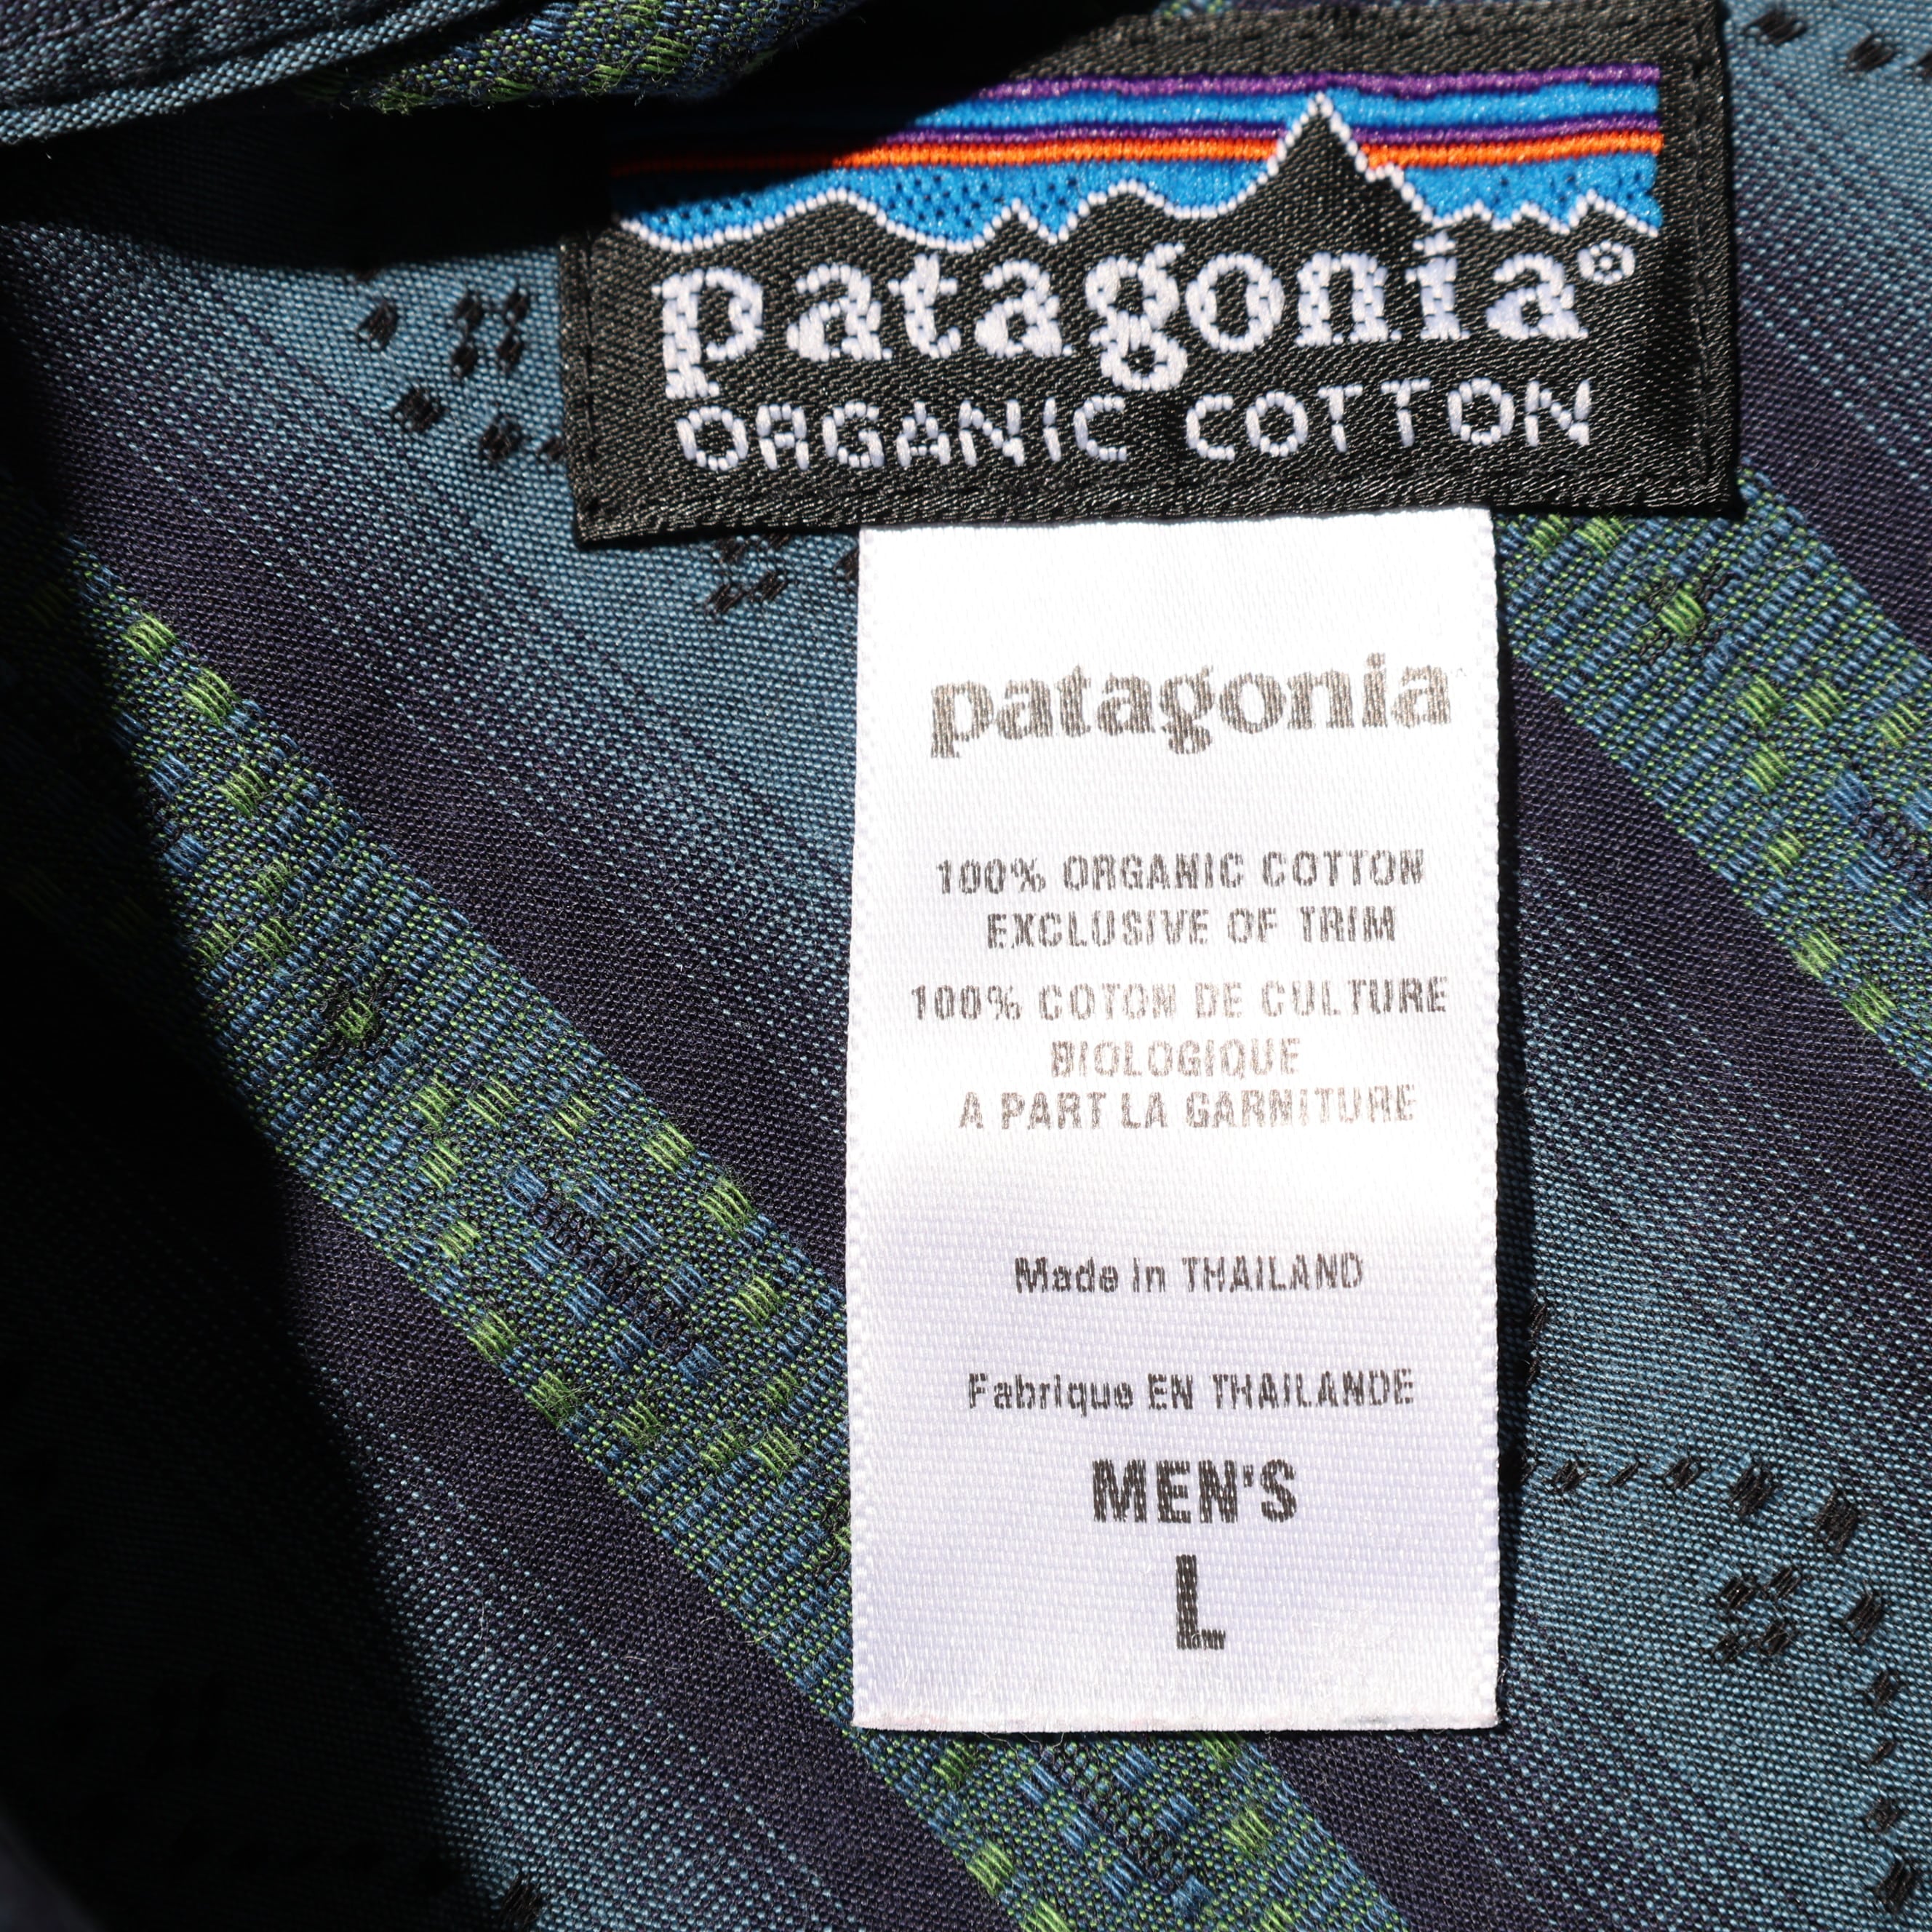 patagonia®
ORGANIC COTTON
patagonia
100% ORGANIC COTTON
EXCLUSIVE OF TRIM
100% COTON DE CULTURE
BIOLOGIQUE
A PART LA GARNITURE
Made in THAILAND
Fabrique EN THAILANDE
MEN'S
L